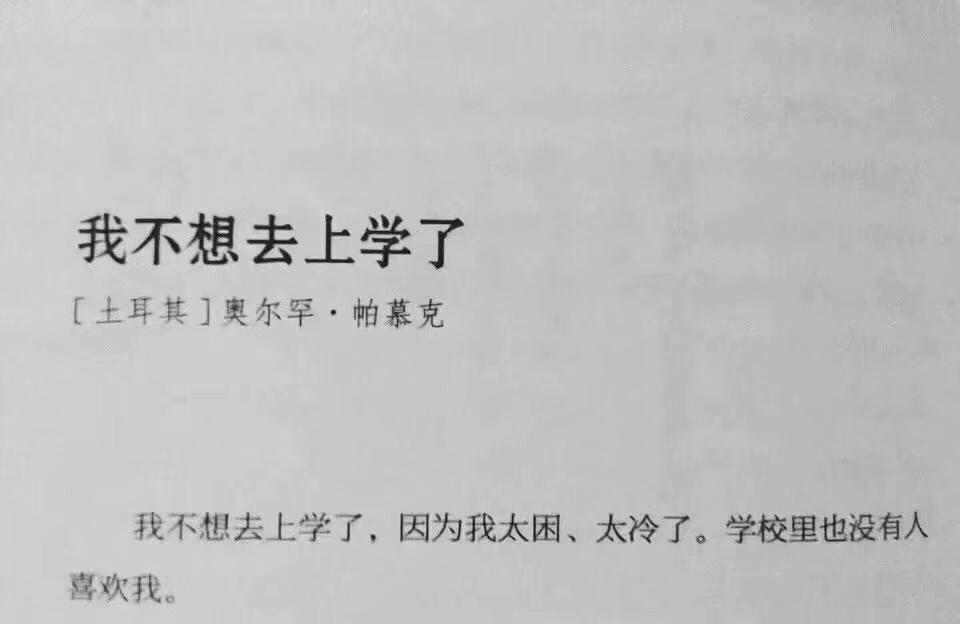 我不想去上学了
[土耳其]奥尔罕·帕慕克
我不想去上学了，因为我太困、太冷了。学校里也没有人
喜欢我。